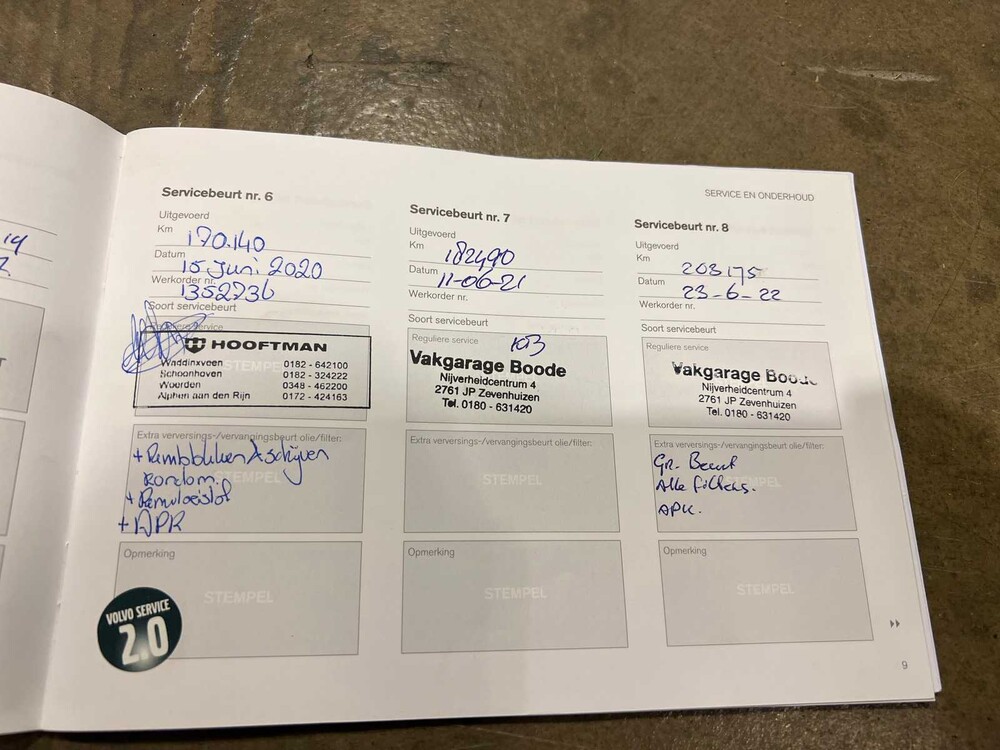 19
SERVICE EN ONDERHOUD
Servicebeurt nr. 6
Uitgevoerd
Km 170.140
Datum 15 Juni 2020
Werkorder nr. 1352736
Soort servicebeurt
Reguliere service
HOOFTMAN
STEMPEL
Waddinxveen 0182 - 642100
Schoonhoven 0182 - 324222
Woerden 0348 - 462200
Alphen aan den Rijn 0172 - 424163
Extra verversings-/vervangingsbeurt olie/filter:
+ Remblokken & schijven
Rondom.
STEMPEL
+ Remvloeistof
+ APK
Opmerking
STEMPEL
VOLVO SERVICE
2.0
Servicebeurt nr. 7
Uitgevoerd
Km 182490
Datum 11-06-21
Werkorder nr.
Soort servicebeurt
Reguliere service
Vakgarage Boode
Nijverheidcentrum 4
2761 JP Zevenhuizen
Tel. 0180 - 631420
Extra verversings-/vervangingsbeurt olie/filter:
STEMPEL
Opmerking
STEMPEL
Servicebeurt nr. 8
Uitgevoerd
Km 203175
Datum 23-6-22
Werkorder nr.
Soort servicebeurt
Reguliere service
Vakgarage Boode
Nijverheidcentrum 4
2761 JP Zevenhuizen
Tel. 0180 - 631420
Extra verversings-/vervangingsbeurt olie/filter:
Gr. Beurt
Alle filters.
STEMPEL
APK.
Opmerking
STEMPEL
9